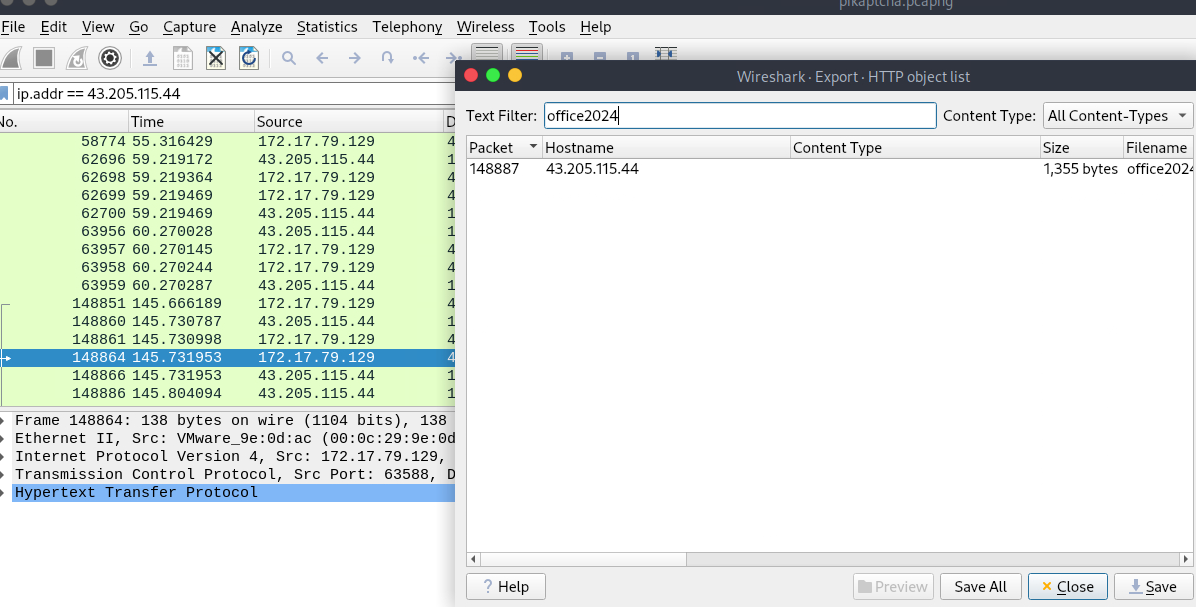 pikaptcha.pcapng
File Edit View Go Capture Analyze Statistics Telephony Wireless Tools Help
ip.addr == 43.205.115.44
No. Time Source D
58774 55.316429 172.17.79.129 4
62696 59.219172 43.205.115.44 1
62698 59.219364 172.17.79.129 4
62699 59.219469 172.17.79.129 4
62700 59.219469 43.205.115.44 1
63956 60.270028 43.205.115.44 1
63957 60.270145 172.17.79.129 4
63958 60.270244 172.17.79.129 4
63959 60.270287 43.205.115.44 1
148851 145.666189 172.17.79.129 4
148860 145.730787 43.205.115.44 1
148861 145.730998 172.17.79.129 4
148864 145.731953 172.17.79.129 4
148866 145.731953 43.205.115.44 1
148886 145.804094 43.205.115.44 1
Frame 148864: 138 bytes on wire (1104 bits), 138
Ethernet II, Src: VMware_9e:0d:ac (00:0c:29:9e:0d
Internet Protocol Version 4, Src: 172.17.79.129,
Transmission Control Protocol, Src Port: 63588, D
Hypertext Transfer Protocol
Wireshark · Export · HTTP object list
Text Filter: office2024 Content Type: All Content-Types
Packet Hostname Content Type Size Filename
148887 43.205.115.44 1,355 bytes office2024
? Help Preview Save All Close Save